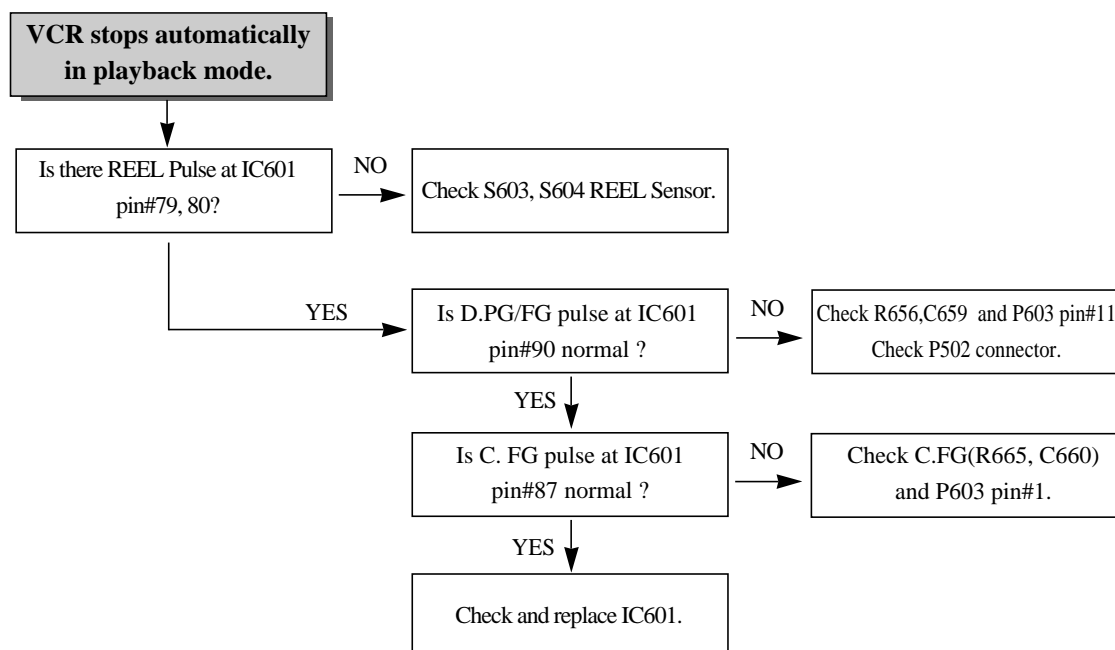 VCR stops automatically
in playback mode.
Is there REEL Pulse at IC601
pin#79, 80?
NO
Check S603, S604 REEL Sensor.
YES
Is D.PG/FG pulse at IC601
pin#90 normal ?
NO
Check R656,C659 and P603 pin#11
Check P502 connector.
YES
Is C. FG pulse at IC601
pin#87 normal ?
NO
Check C.FG(R665, C660)
and P603 pin#1.
YES
Check and replace IC601.